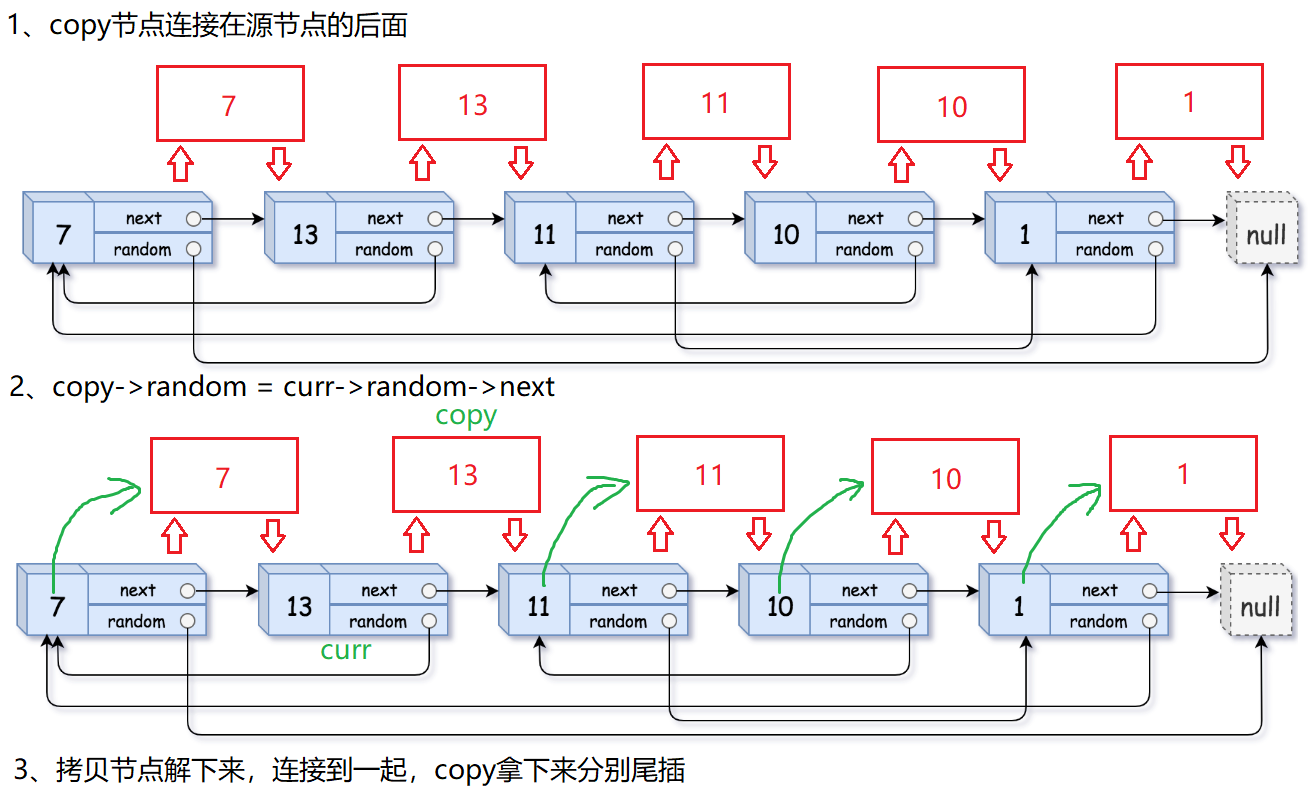 1、copy节点连接在源节点的后面
7 13 11 10 1
7 next 13 next 11 next 10 next 1 next null
random random random random random
2、copy->random = curr->random->next
copy
7 13 11 10 1
7 next 13 next 11 next 10 next 1 next null
random random random random random
curr
3、拷贝节点解下来，连接到一起，copy拿下来分别尾插